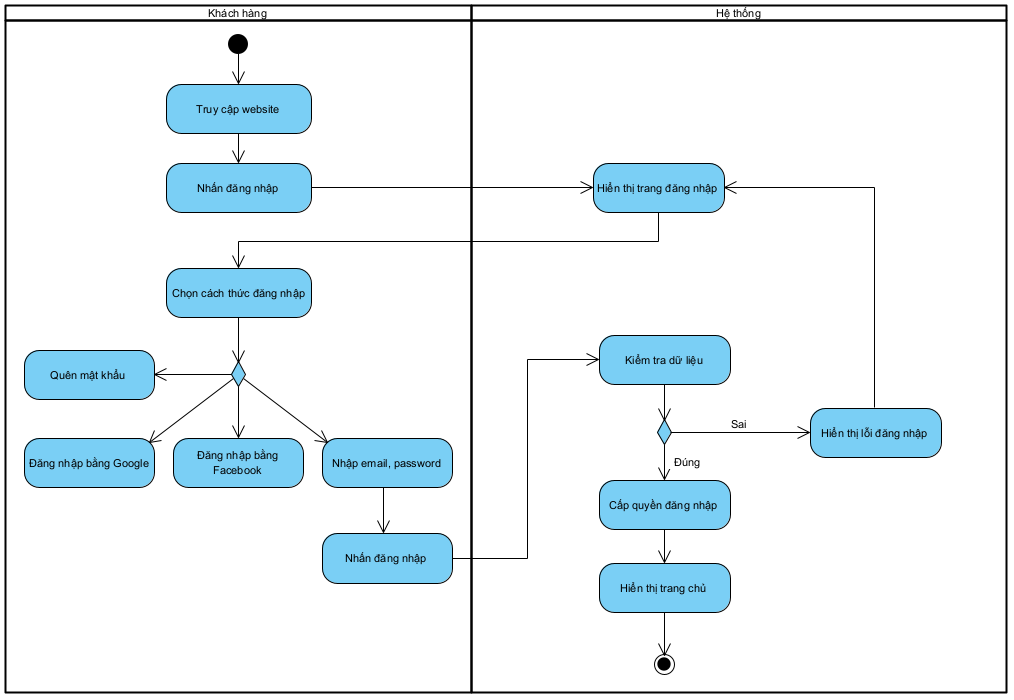 Khách hàng
Hệ thống
Truy cập website
Nhấn đăng nhập
Hiển thị trang đăng nhập
Chọn cách thức đăng nhập
Quên mật khẩu
Kiểm tra dữ liệu
Sai
Hiển thị lỗi đăng nhập
Đăng nhập bằng Google
Đăng nhập bằng
Facebook
Nhập email, password
Đúng
Cấp quyền đăng nhập
Nhấn đăng nhập
Hiển thị trang chủ